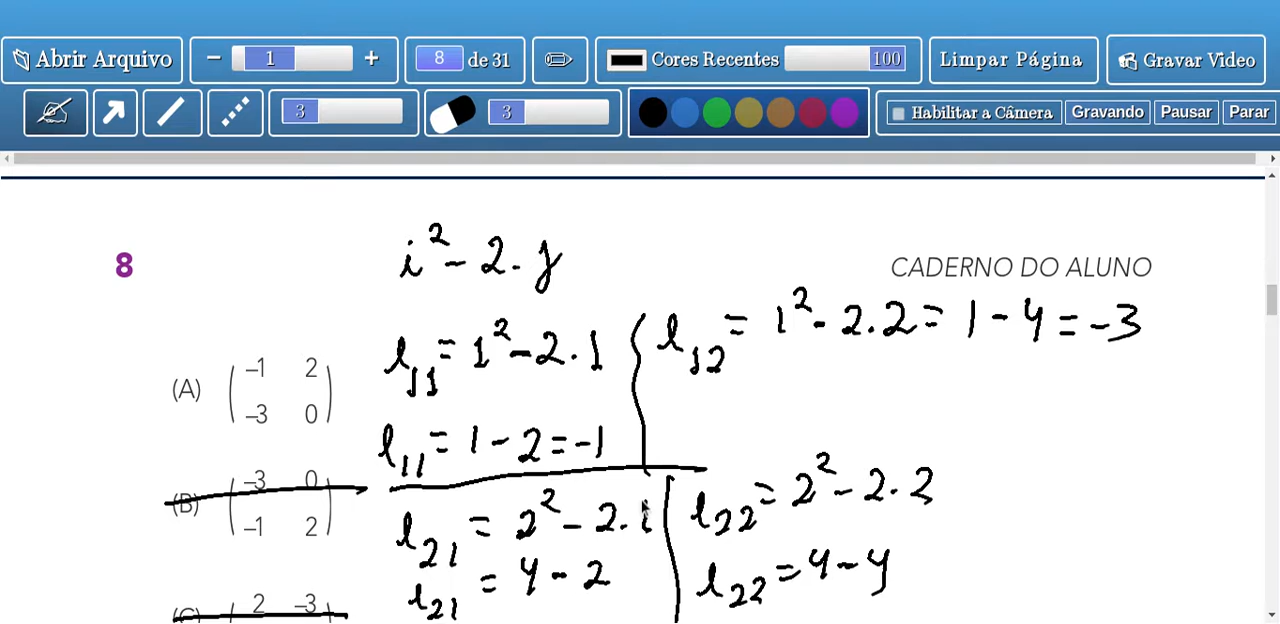 Abrir Arquivo − 1 + 8 de 31 Cores Recentes 100 Limpar Página Gravar Video
3 3 Habilitar a Câmera Gravando Pausar Parar
8 i² - 2 . j CADERNO DO ALUNO
l₁₂ = 1² - 2 . 2 = 1 - 4 = -3
l₁₁ = 1² - 2 . 1
(A) ( –1 2
–3 0 )
l₁₁ = 1 - 2 = -1
(B) ( –3 0
–1 2 )
l₂₁ = 2² - 2 . 1 l₂₂ = 2² - 2 . 2
l₂₁ = 4 - 2 l₂₂ = 4 - 4
(C) 2 –3